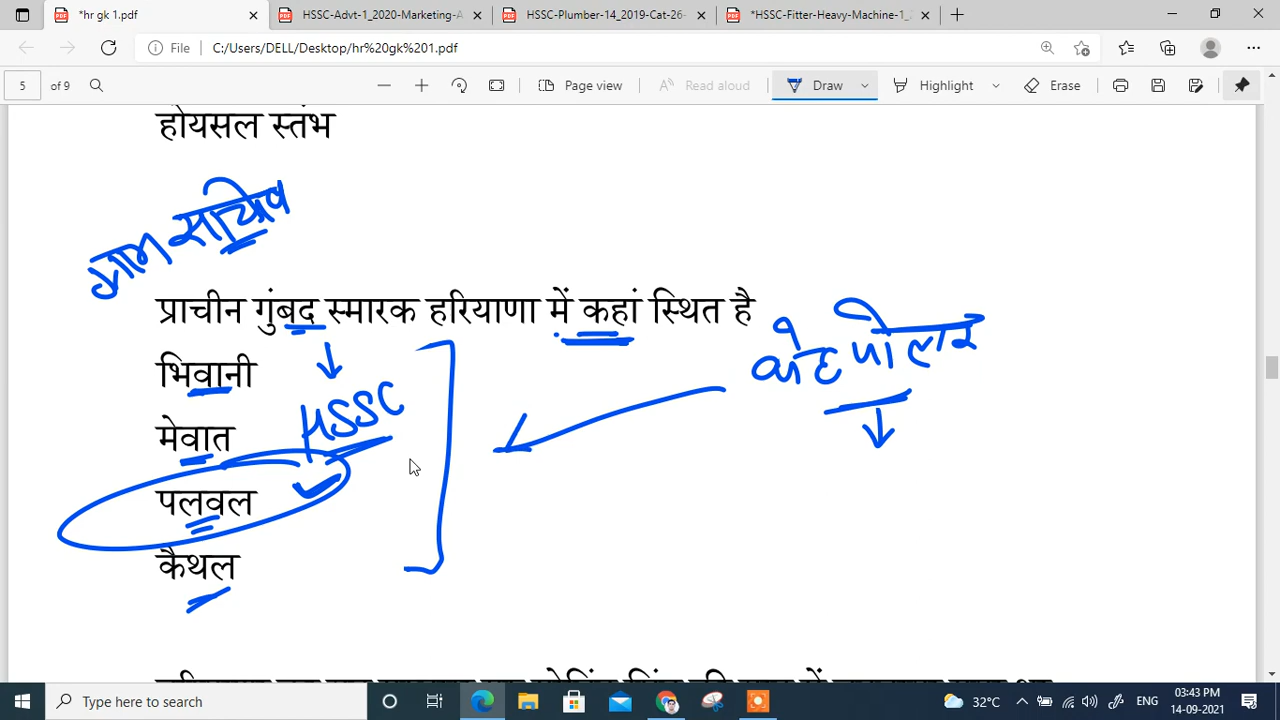 *hr gk 1.pdf
HSSC-Advt-1_2020-Marketing-A
HSSC-Plumber-14_2019-Cat-26-
*HSSC-Fitter-Heavy-Machine-1_
File C:/Users/DELL/Desktop/hr%20gk%201.pdf
5 of 9 Page view Read aloud Draw Highlight Erase
होयसल स्तंभ
ग्राम सचिव
प्राचीन गुंबद स्मारक हरियाणा में कहां स्थित है
भिवानी
मेवात
HSSC
पलवल
कैथल
Type here to search
32°C ENG 03:43 PM
14-09-2021